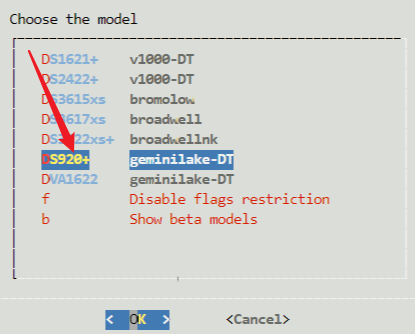 Choose the model
DS1621+ v1000-DT
DS2422+ v1000-DT
DS3615xs bromolow
DS3617xs broadwell
DS3622xs+ broadwellnk
DS920+ geminilake-DT
DVA1622 geminilake-DT
f Disable flags restriction
b Show beta models
< OK > <Cancel>